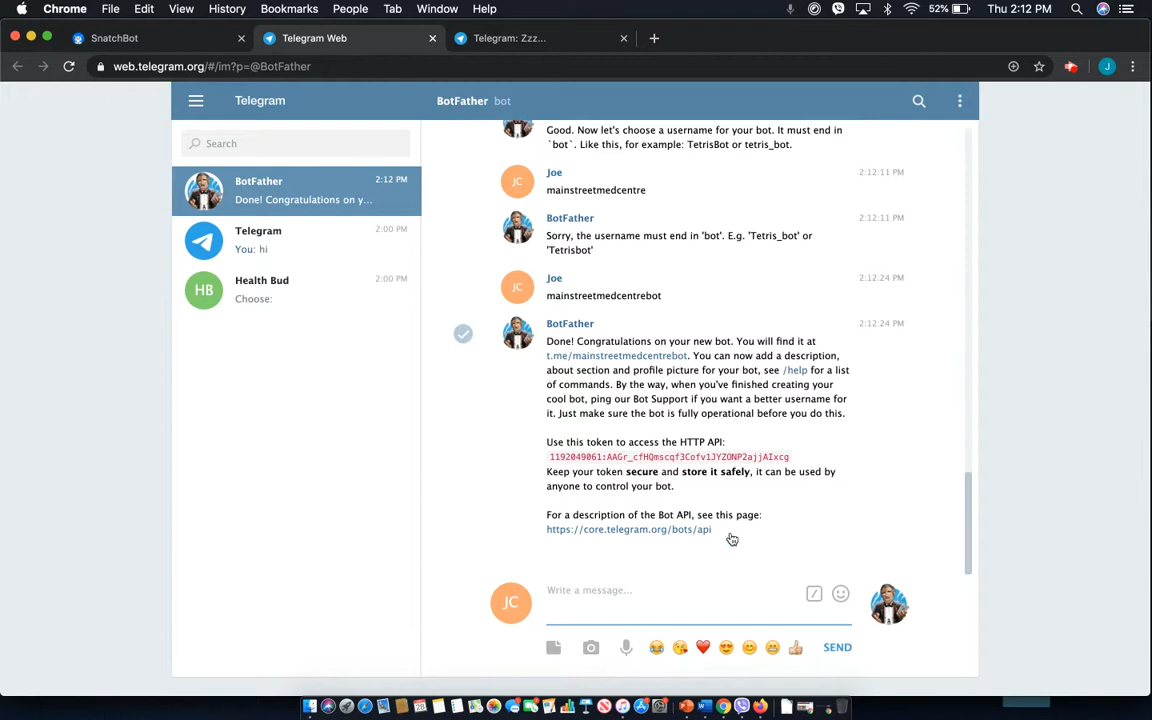 Chrome File Edit View History Bookmarks People Tab Window Help 52% Thu 2:12 PM
SnatchBot Telegram Web Telegram: Zzz...
web.telegram.org/#/im?p=@BotFather J
Telegram BotFather bot
Search
BotFather 2:12 PM
Done! Congratulations on y...
Telegram 2:00 PM
You: hi
HB Health Bud 2:00 PM
Choose:
Good. Now let's choose a username for your bot. It must end in
`bot`. Like this, for example: TetrisBot or tetris_bot.
JC Joe 2:12:11 PM
mainstreetmedcentre
BotFather 2:12:11 PM
Sorry, the username must end in 'bot'. E.g. 'Tetris_bot' or
'Tetrisbot'
JC Joe 2:12:24 PM
mainstreetmedcentrebot
BotFather 2:12:24 PM
Done! Congratulations on your new bot. You will find it at
t.me/mainstreetmedcentrebot. You can now add a description,
about section and profile picture for your bot, see /help for a list
of commands. By the way, when you've finished creating your
cool bot, ping our Bot Support if you want a better username for
it. Just make sure the bot is fully operational before you do this.
Use this token to access the HTTP API:
1192049061:AAGr_cfHQmscqf3Cofv1JYZONP2ajjAIxcg
Keep your token secure and store it safely, it can be used by
anyone to control your bot.
For a description of the Bot API, see this page:
https://core.telegram.org/bots/api
JC Write a message...
SEND